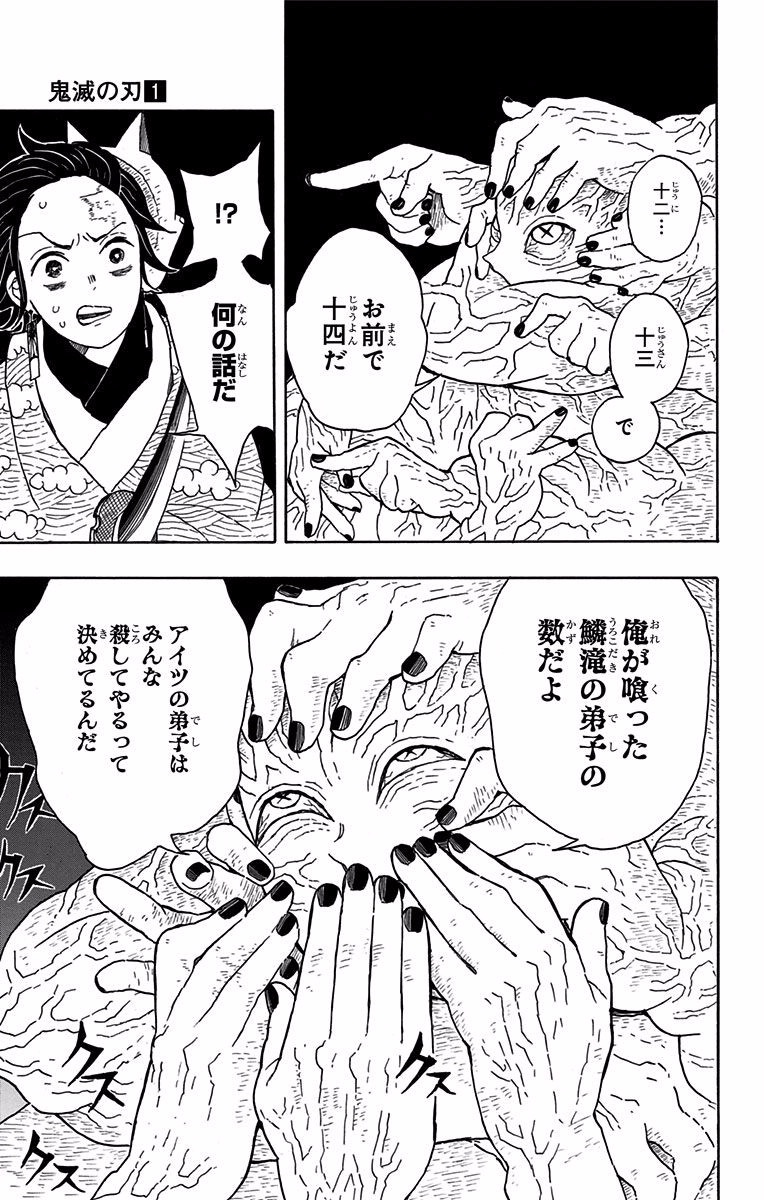 鬼滅の刃1
十二…
十三
で
お前で
十四だ
!?
何の話だ
俺が喰った
鱗滝の弟子の
数だよ
アイツの弟子は
みんな
殺してやるって
決めてるんだ
クスクス
クス
クス
クス